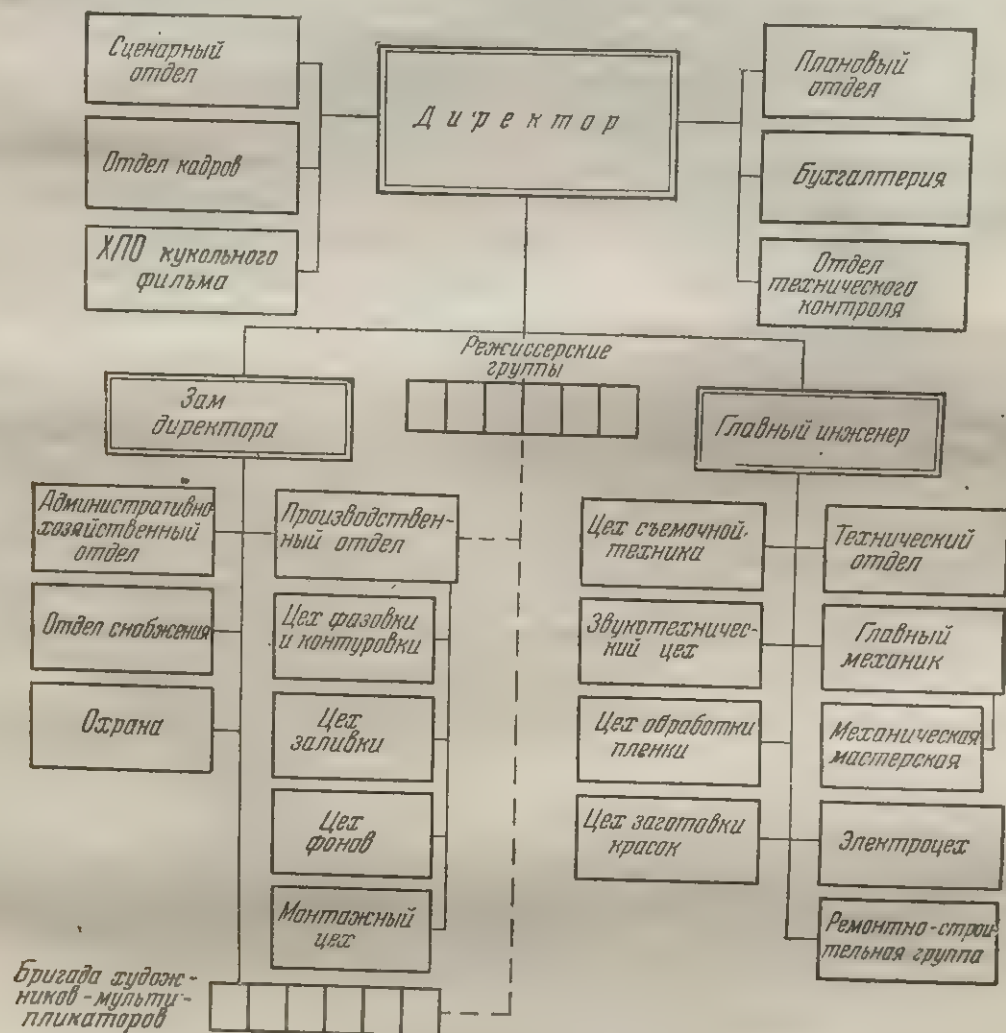 Сценарный
отдел
Отдел кадров
ХПО кукольного
фильма
Директор
Плановый
отдел
Бухгалтерия
Отдел
технического
контроля
Режиссерские
группы
Зам
директора
Главный инженер
Административно-
хозяйственный
отдел
Отдел снабжения
Охрана
Производствен-
ный отдел
Цех фазовки
и контуровки
Цех
заливки
Цех
фонов
Монтажный
цех
Бригада худож-
ников-мульти-
пликаторов
Цех съемочной
техника
Звукотехничес-
кий цех
Цех обработки
пленки
Цех заготовки
красок
Технический
отдел
Главный
механик
Механическая
мастерская
Электроцех
Ремонтно-строи-
тельная группа